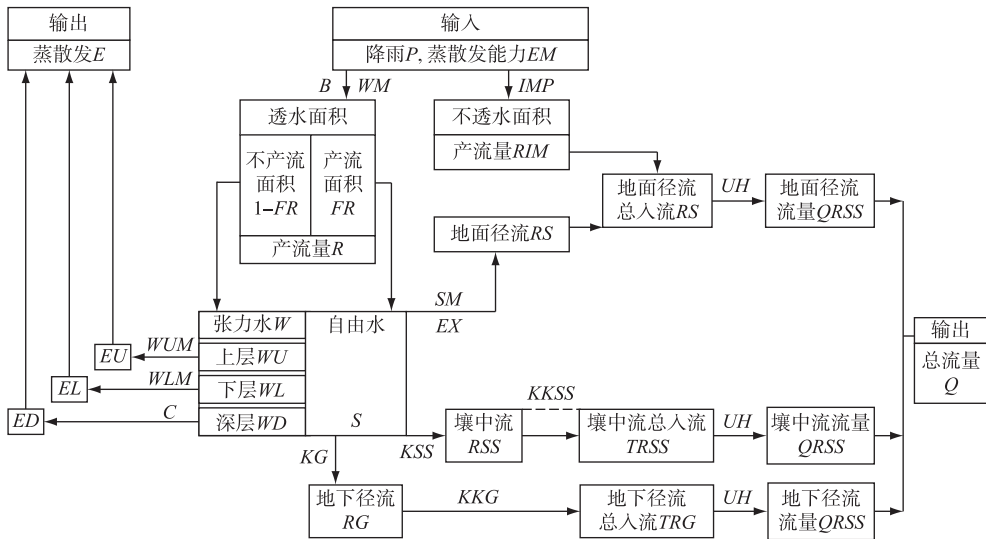 输出
蒸散发E
输入
降雨P, 蒸散发能力EM
B
WM
IMP
透水面积
不产流
面积
1−FR
产流
面积
FR
产流量R
不透水面积
产流量RIM
地面径流
总入流RS
UH
地面径流
流量QRSS
地面径流RS
SM
EX
张力水W
自由水
S
上层WU
下层WL
深层WD
WUM
WLM
C
EU
EL
ED
KG
KSS
壤中流
RSS
KKSS
壤中流总入流
TRSS
UH
壤中流流量
QRSS
地下径流
RG
KKG
地下径流
总入流TRG
UH
地下径流
流量QRSS
输出
总流量
Q